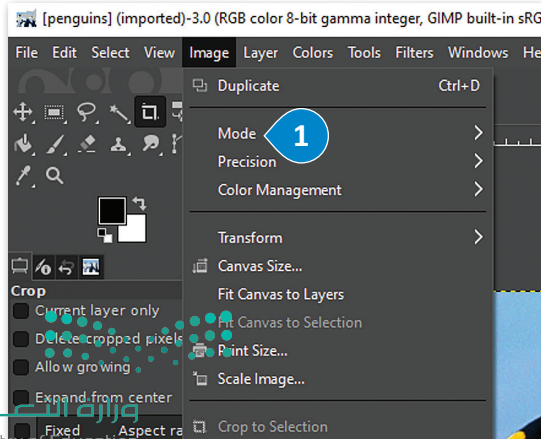 [penguins] (imported)-3.0 (RGB color 8-bit gamma integer, GIMP built-in sRG
File Edit Select View Image Layer Colors Tools Filters Windows He
Duplicate Ctrl+D
Mode
1
Precision
Color Management
Transform
Canvas Size...
Fit Canvas to Layers
Fit Canvas to Selection
Print Size...
Scale Image...
Crop to Selection
Crop
Current layer only
Delete cropped pixels
Allow growing
Expand from center
Fixed Aspect ra
وزارة التعـ